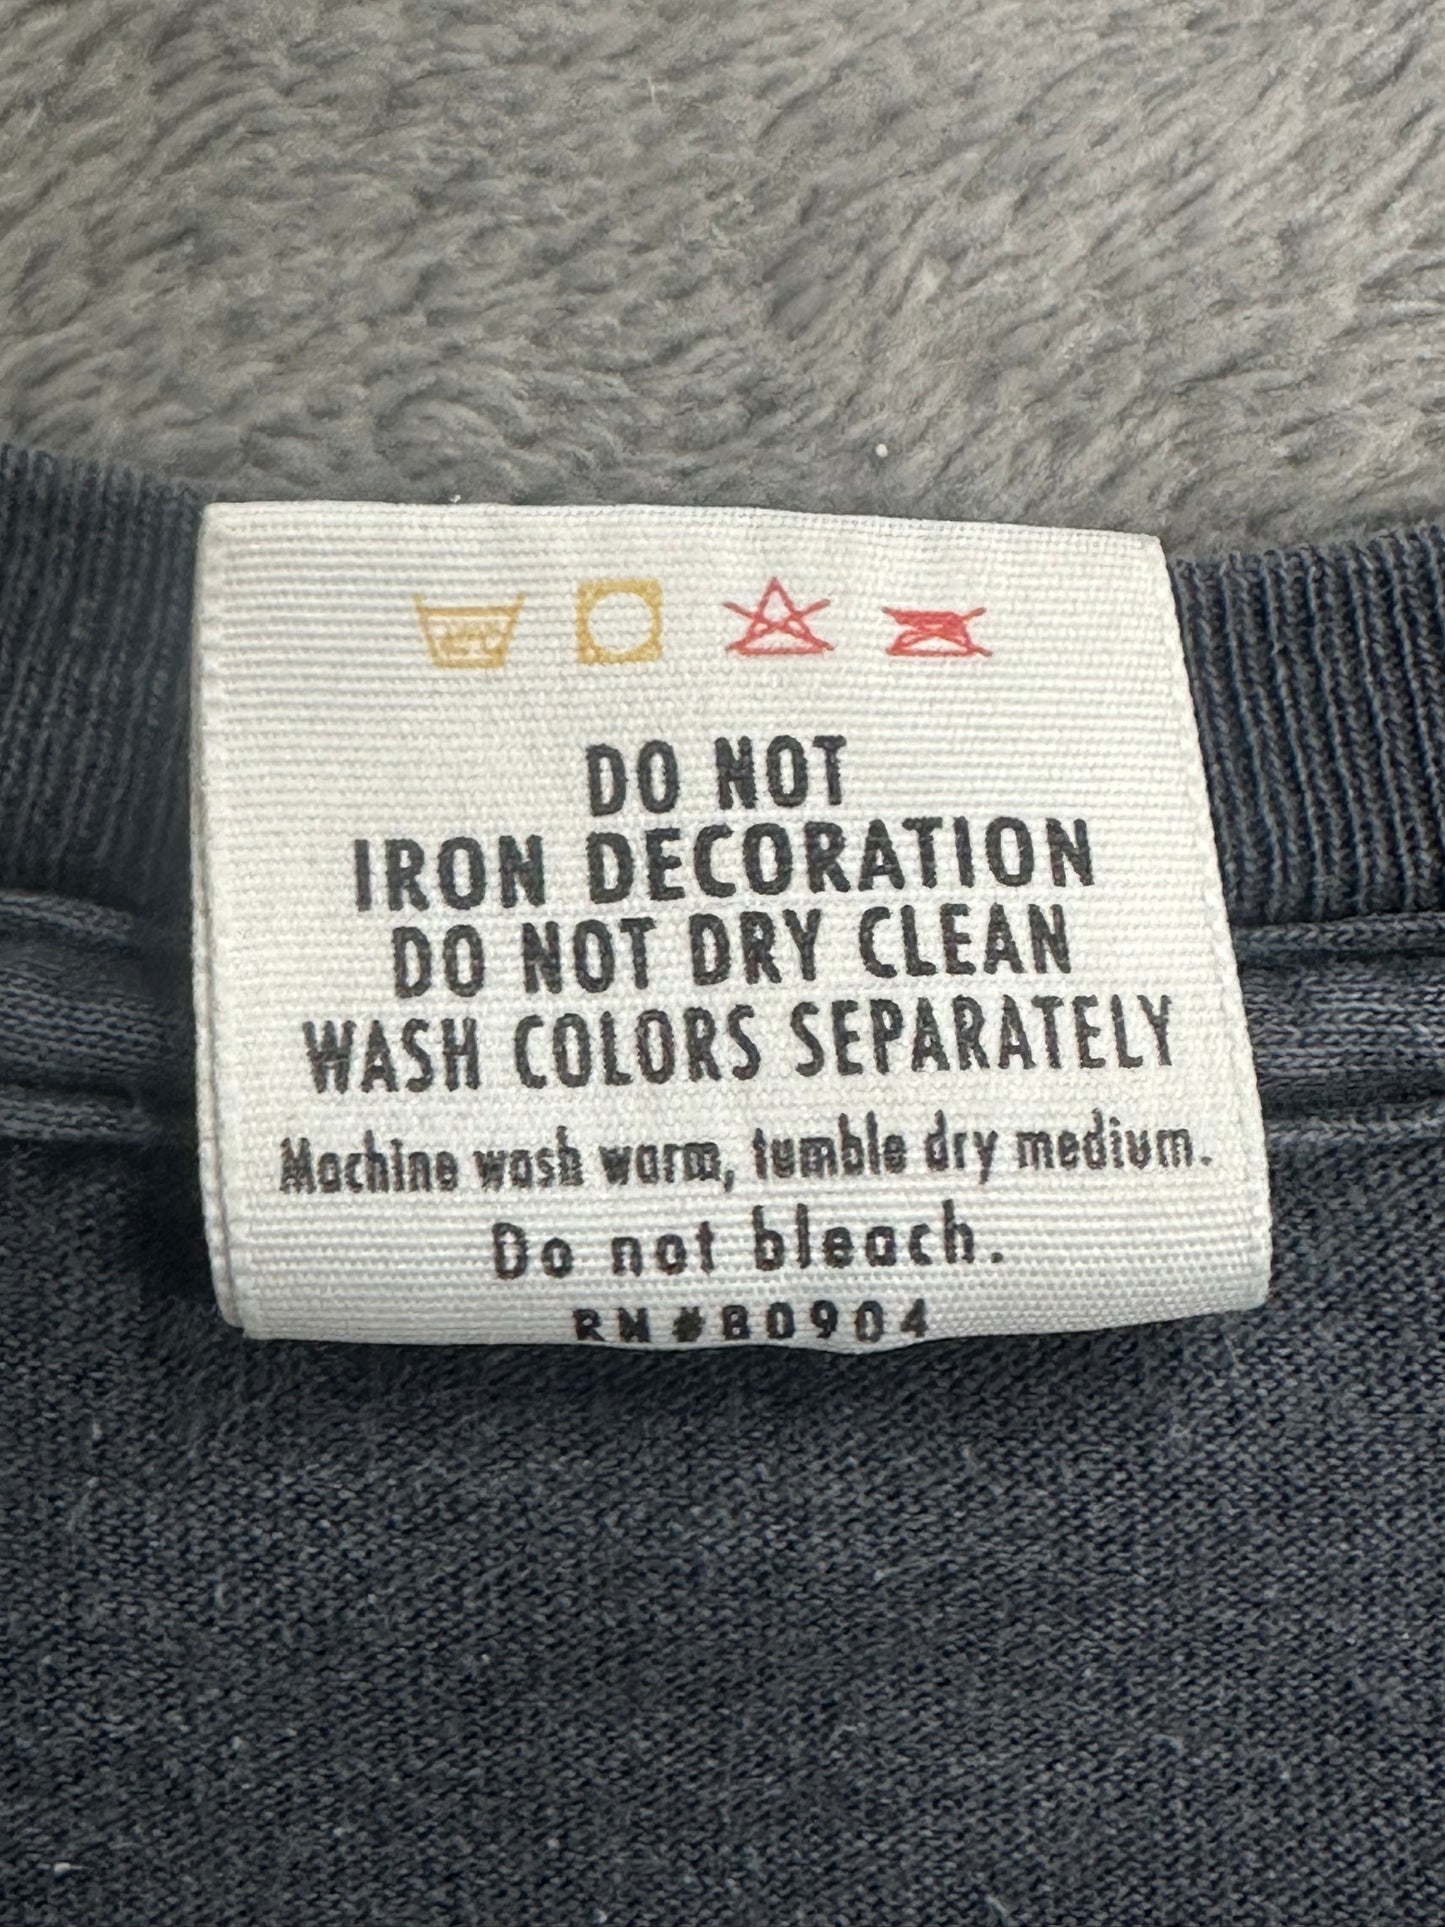 DO NOT
IRON DECORATION
DO NOT DRY CLEAN
WASH COLORS SEPARATELY
Machine wash warm, tumble dry medium.
Do not bleach.
RN#80904